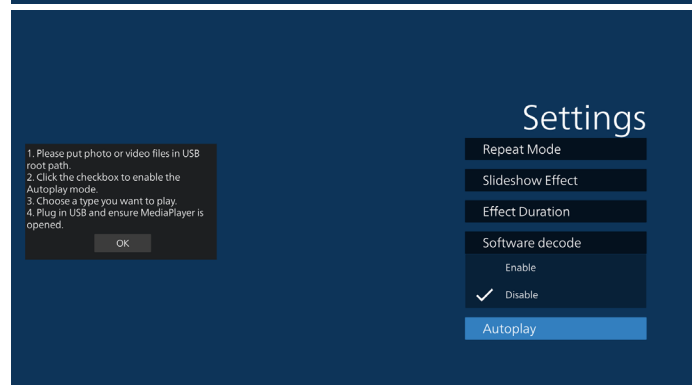 1. Please put photo or video files in USB
root path.
2. Click the checkbox to enable the
Autoplay mode.
3. Choose a type you want to play.
4. Plug in USB and ensure MediaPlayer is
opened.
OK
Settings
Repeat Mode
Slideshow Effect
Effect Duration
Software decode
Enable
Disable
Autoplay